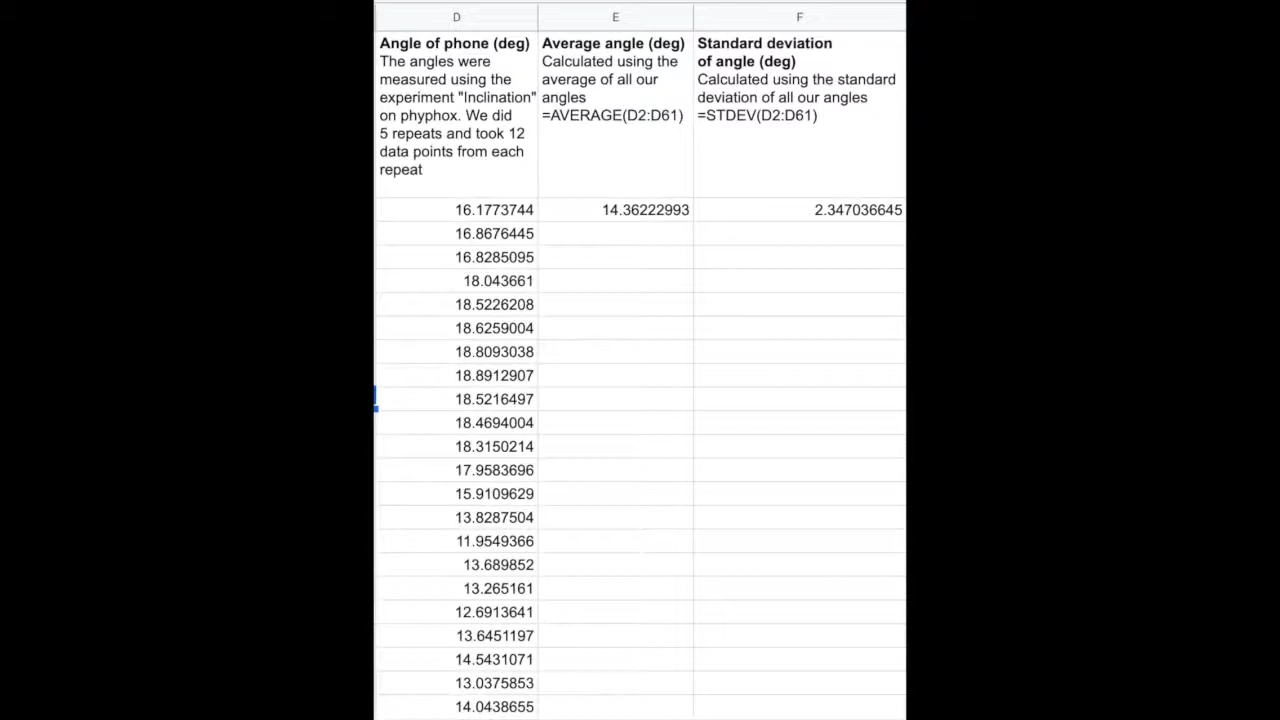 D E F
Angle of phone (deg) Average angle (deg) Standard deviation
The angles were Calculated using the of angle (deg)
measured using the average of all our Calculated using the standard
experiment "Inclination" angles deviation of all our angles
on phyphox. We did =AVERAGE(D2:D61) =STDEV(D2:D61)
5 repeats and took 12
data points from each
repeat
16.1773744 14.36222993 2.347036645
16.8676445
16.8285095
18.043661
18.5226208
18.6259004
18.8093038
18.8912907
18.5216497
18.4694004
18.3150214
17.9583696
15.9109629
13.8287504
11.9549366
13.689852
13.265161
12.6913641
13.6451197
14.5431071
13.0375853
14.0438655